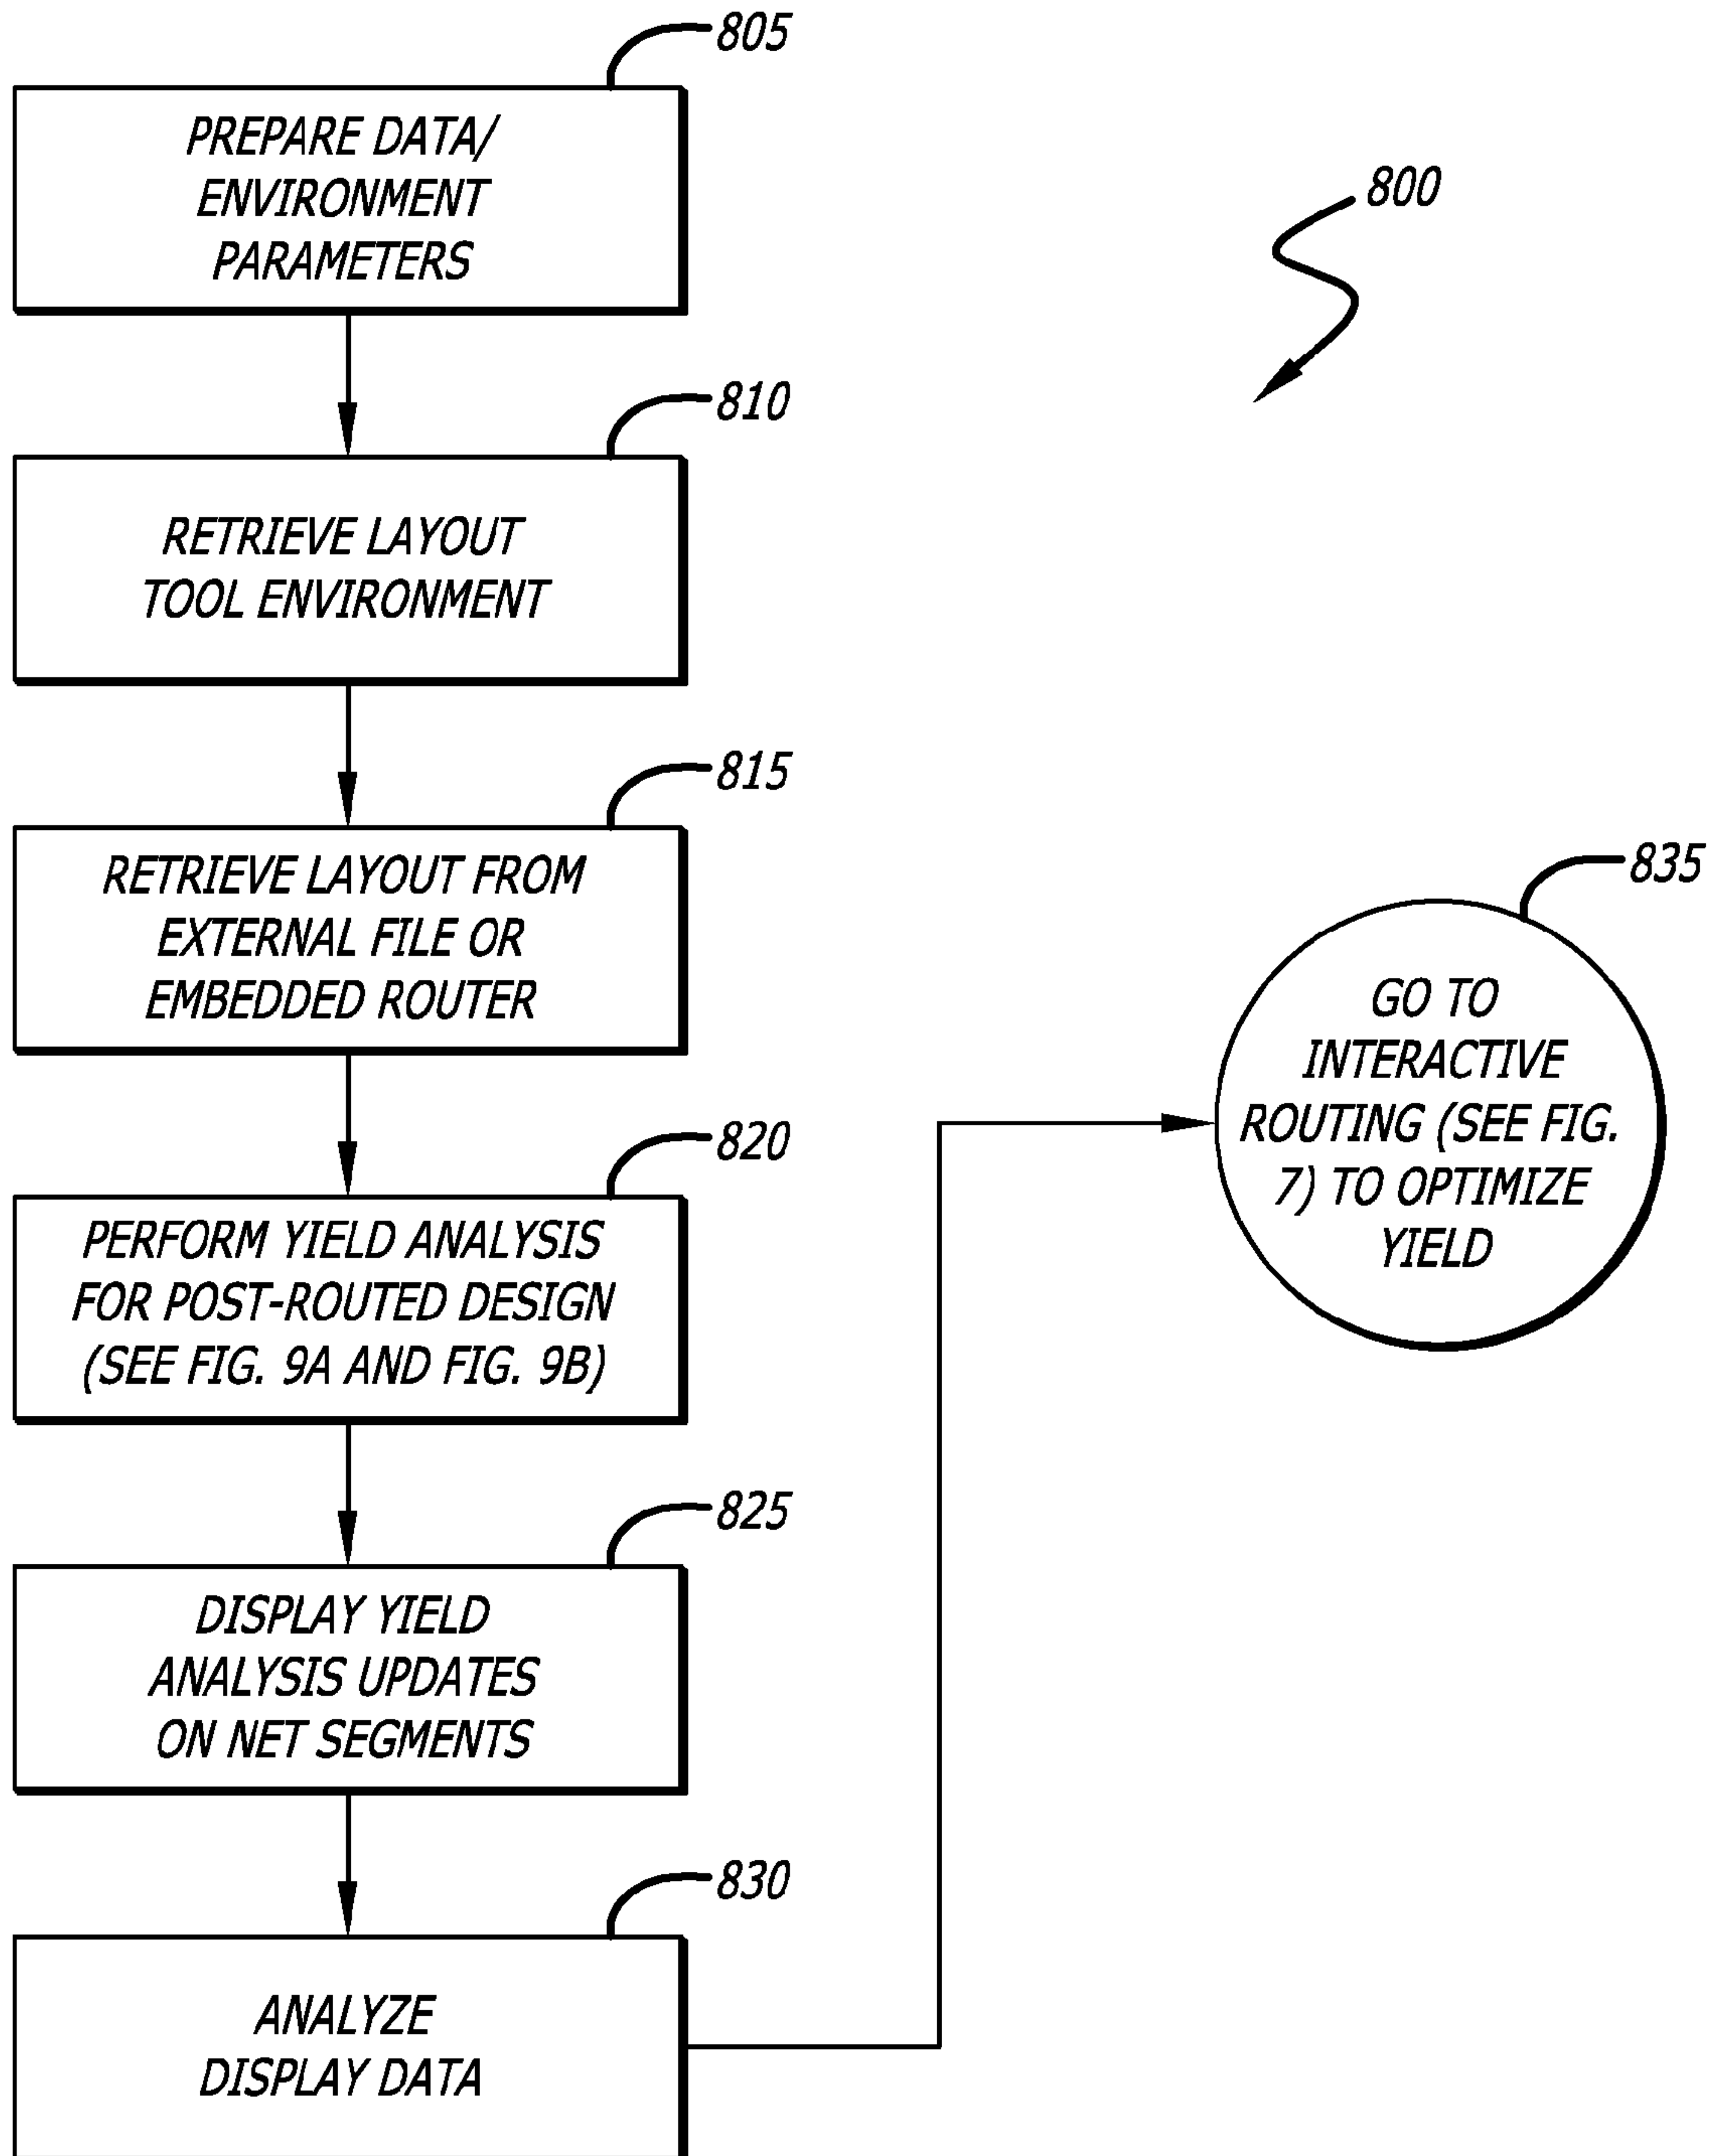 805
PREPARE DATA/
ENVIRONMENT
PARAMETERS
800
810
RETRIEVE LAYOUT
TOOL ENVIRONMENT
815
RETRIEVE LAYOUT FROM
EXTERNAL FILE OR
EMBEDDED ROUTER
820
PERFORM YIELD ANALYSIS
FOR POST-ROUTED DESIGN
(SEE FIG. 9A AND FIG. 9B)
825
DISPLAY YIELD
ANALYSIS UPDATES
ON NET SEGMENTS
830
ANALYZE
DISPLAY DATA
835
GO TO
INTERACTIVE
ROUTING (SEE FIG.
7) TO OPTIMIZE
YIELD